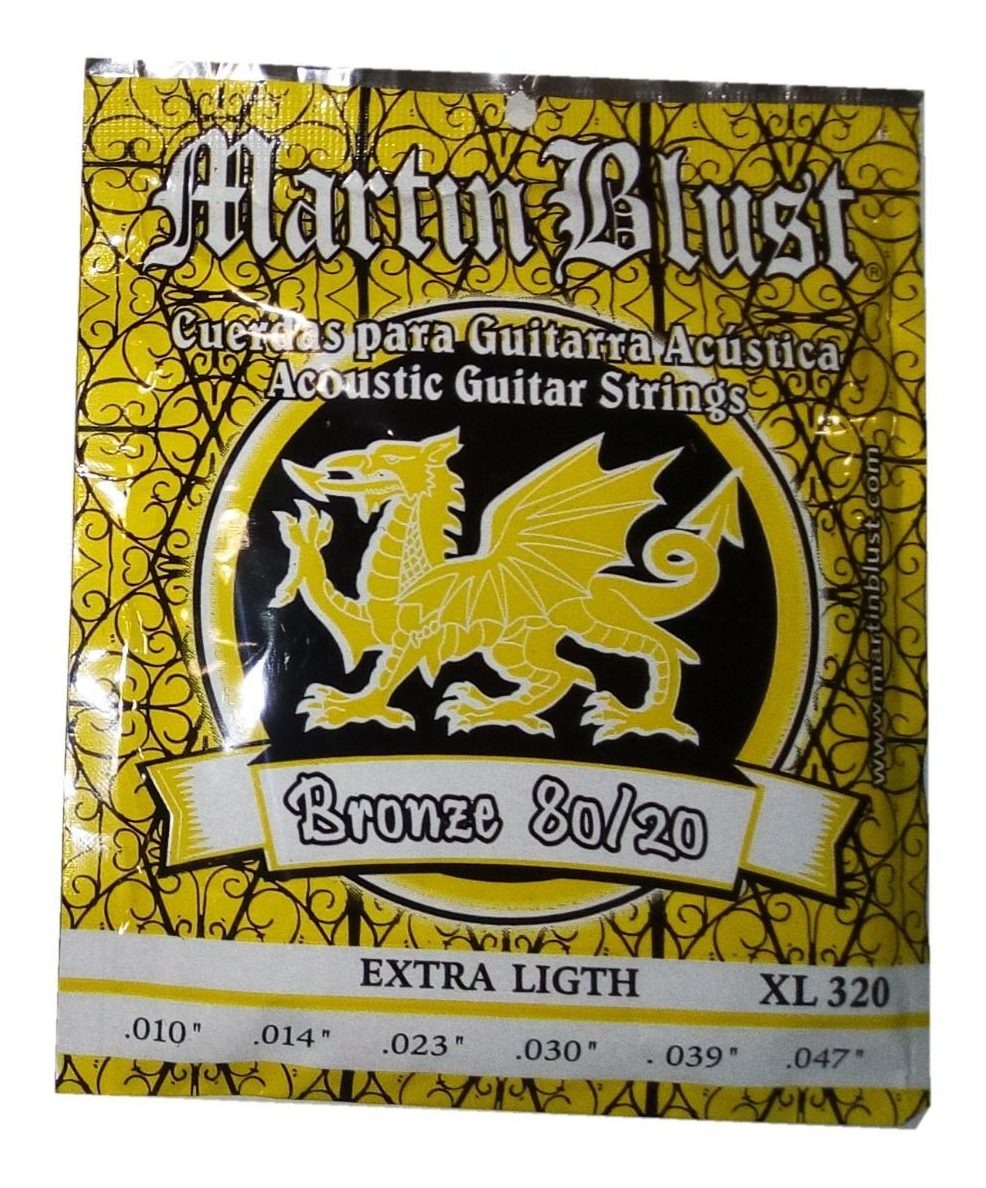 Martin Blust®
Cuerdas para Guitarra Acústica
Acoustic Guitar Strings
www.martinblust.com
Bronze 80/20
EXTRA LIGTH XL 320
.010" .014" .023" .030" .039" .047"